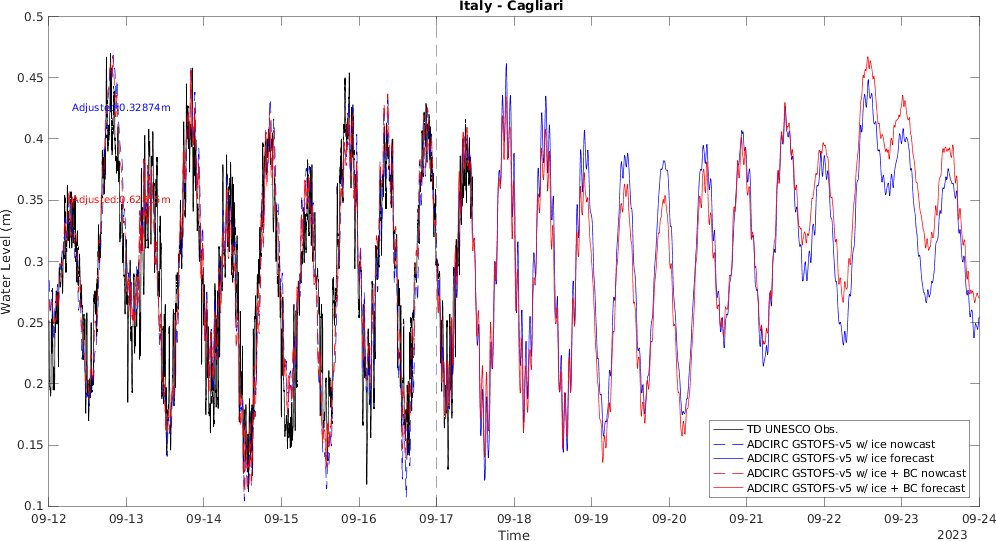 Italy - Cagliari
0.5
0.45
0.4
0.35
0.3
0.25
0.2
0.15
0.1
Water Level (m)
Adjusted:0.32874m
09-12 09-13 09-14 09-15 09-16 09-17 09-18 09-19 09-20 09-21 09-22 09-23 09-24
Time
2023
TD UNESCO Obs.
ADCIRC GSTOFS-v5 w/ ice nowcast
ADCIRC GSTOFS-v5 w/ ice forecast
ADCIRC GSTOFS-v5 w/ ice + BC nowcast
ADCIRC GSTOFS-v5 w/ ice + BC forecast